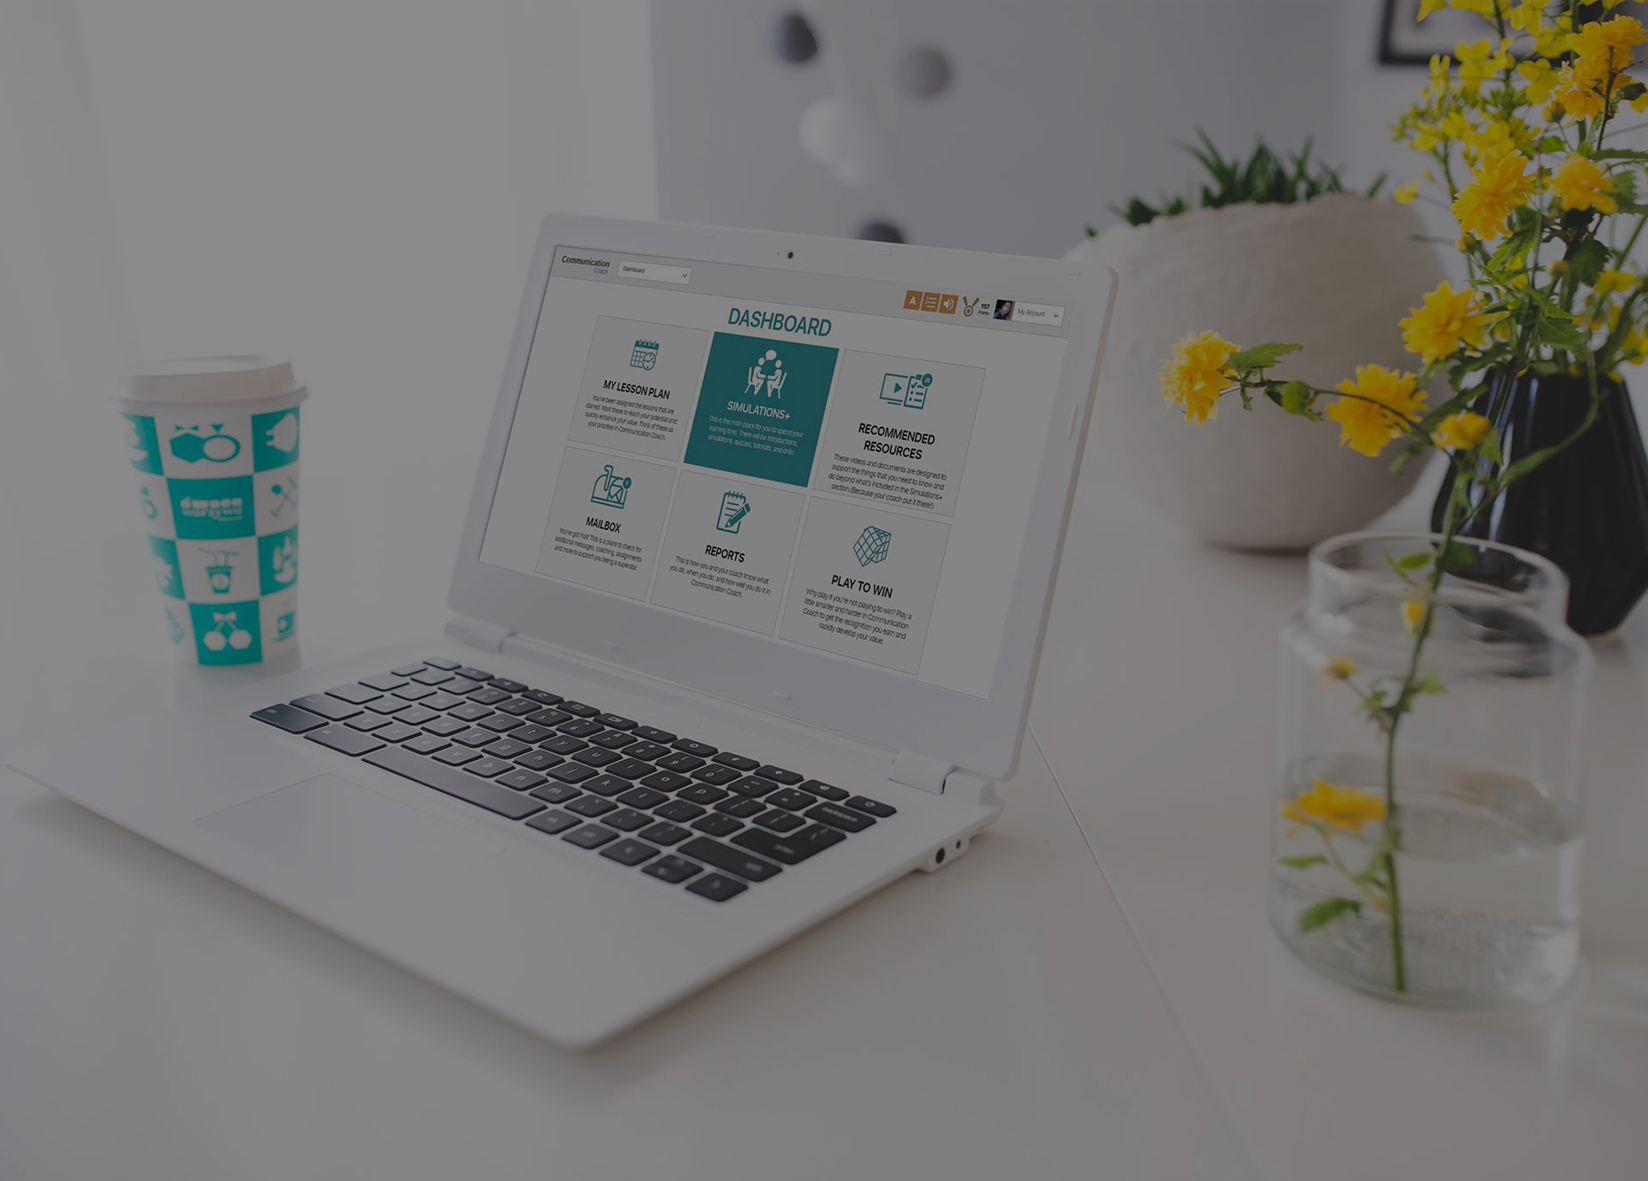 Communication
Coach
Dashboard
A
157
Points
My Account
DASHBOARD
MY LESSON PLAN
You've been assigned the lessons that are
starred. Work these to reach your potential and
quickly enhance your value. Think of these as
your priorities in Communication Coach.
SIMULATIONS+
This is the main place for you to spend your
learning time. There will be introductions,
simulations, quizzes, tutorials, and drills.
RECOMMENDED
RESOURCES
These videos and documents are designed to
support the things that you need to know and
do beyond what's included in the Simulations+
section (Because your coach put it there!).
MAILBOX
You've got mail! This is a place to check for
additional messages, coaching, assignments
and more to support you being a superstar.
REPORTS
This is how you and your coach know what
you do, when you do, and how well you do it in
Communication Coach.
PLAY TO WIN
Why play if you're not playing to win? Play a
little smarter and harder in Communication
Coach to get the recognition you earn and
rapidly develop your value.
owoce
warzywa
backspace